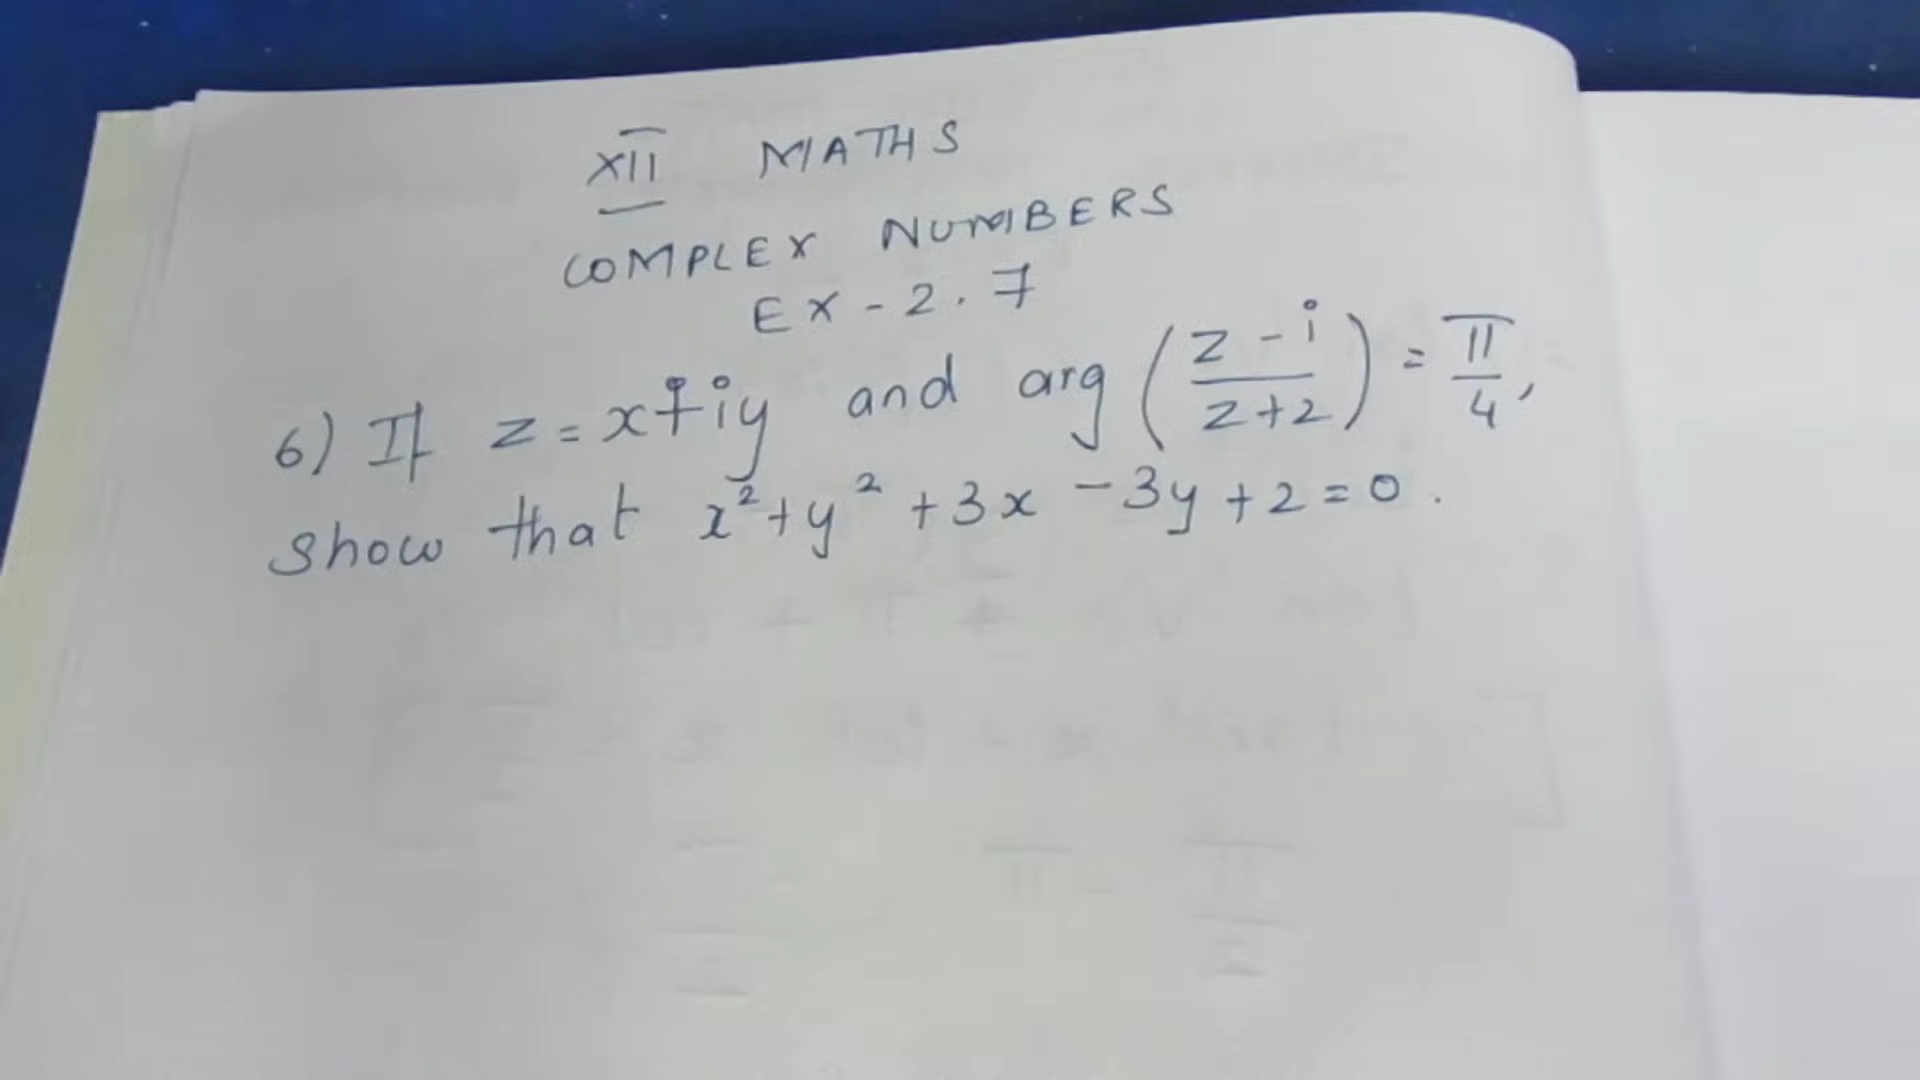 XII MATHS
COMPLEX NUMBERS
EX - 2.7
6) If z = x + iy and arg (z - i / z + 2) = π/4,
show that x² + y² + 3x - 3y + 2 = 0.